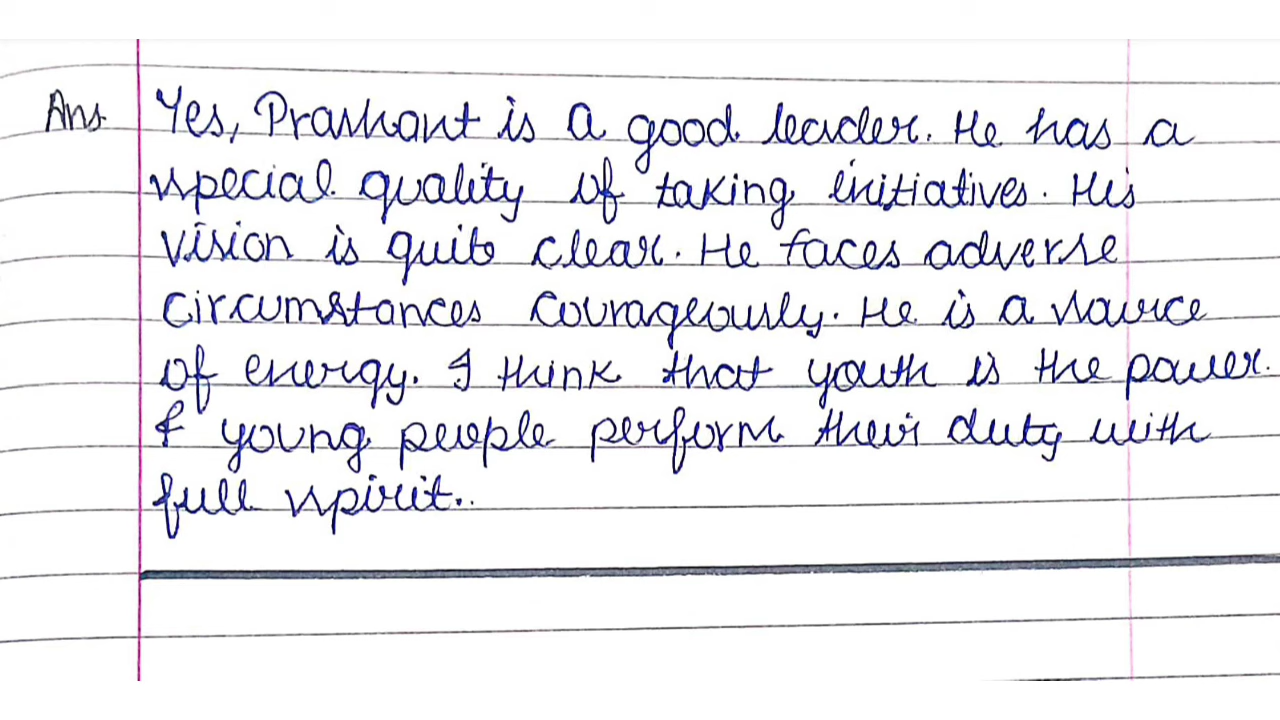 Ans. Yes, Prashant is a good leader. He has a
special quality of taking initiatives. His
vision is quite clear. He faces adverse
circumstances courageously. He is a source
of energy. I think that youth is the power.
& young people perform their duty with
full spirit..